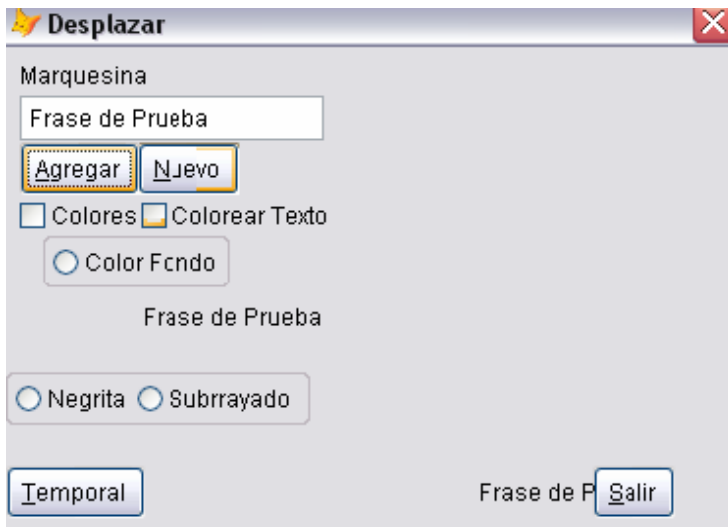 Desplazar
Marquesina
Frase de Prueba
Agregar Nuevo
Colores Colorear Texto
Color Fondo
Frase de Prueba
Negrita Subrrayado
Temporal Frase de P Salir